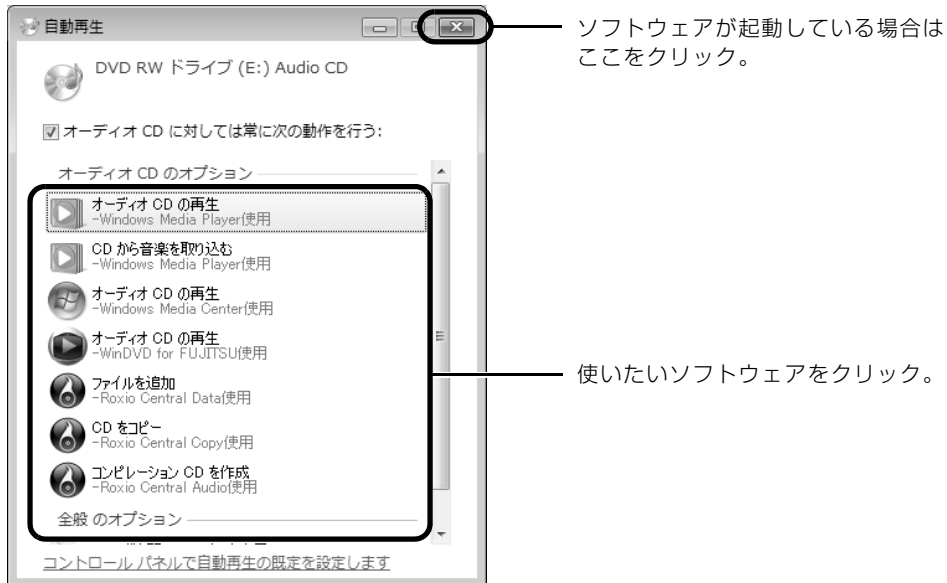 自動再生
ソフトウェアが起動している場合は
ここをクリック。
DVD RW ドライブ (E:) Audio CD
オーディオ CD に対しては常に次の動作を行う:
オーディオ CD のオプション
オーディオ CD の再生
-Windows Media Player使用
CD から音楽を取り込む
-Windows Media Player使用
オーディオ CD の再生
-Windows Media Center使用
オーディオ CD の再生
-WinDVD for FUJITSU使用
使いたいソフトウェアをクリック。
ファイルを追加
-Roxio Central Data使用
CD をコピー
-Roxio Central Copy使用
コンピレーション CD を作成
-Roxio Central Audio使用
全般 のオプション
コントロール パネルで自動再生の既定を設定します